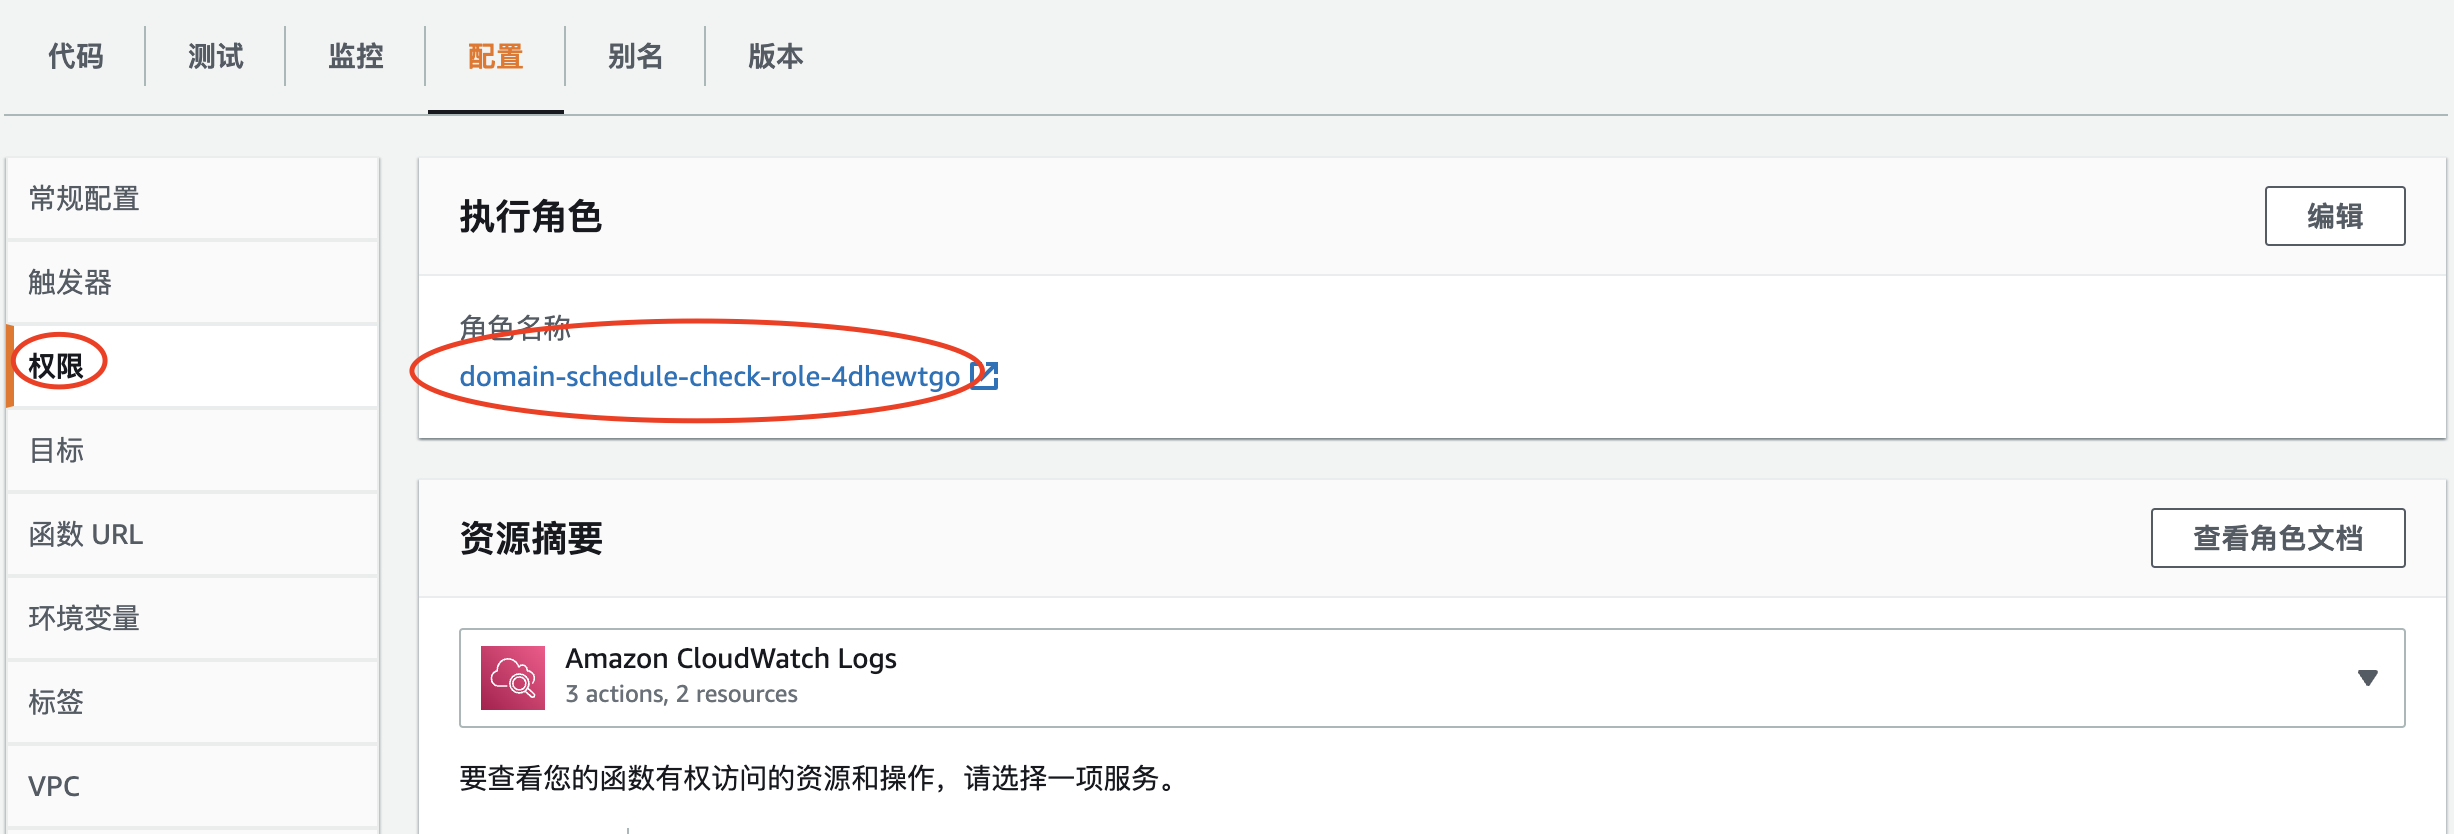 代码
测试
监控
配置
别名
版本
常规配置
触发器
权限
目标
函数 URL
环境变量
标签
VPC
执行角色
编辑
角色名称
domain-schedule-check-role-4dhewtgo
资源摘要
查看角色文档
Amazon CloudWatch Logs
3 actions, 2 resources
要查看您的函数有权访问的资源和操作，请选择一项服务。